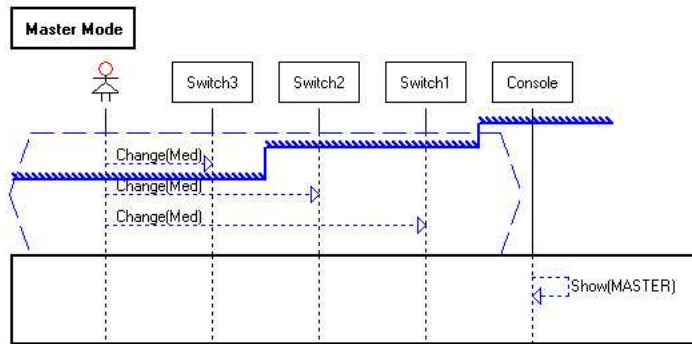 Master Mode
Switch3 Switch2 Switch1 Console
Change(Med)
Change(Med)
Change(Med)
Show(MASTER)